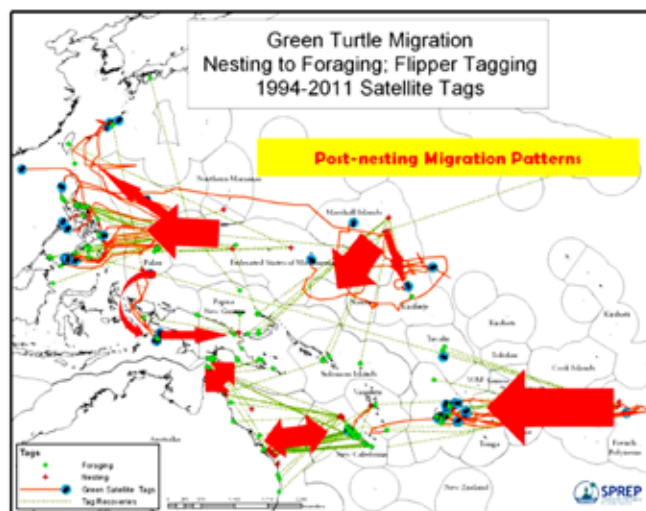 Green Turtle Migration
Nesting to Foraging; Flipper Tagging
1994-2011 Satellite Tags
Post-nesting Migration Patterns
Northern Marianas
Marshall Islands
Palau
Federated States of
Papua
New Guinea
Kiribati
Kiribati
Kiribati
Tuvalu
Tokelau
Solomon Islands
Cook Islands
Vanuatu
Tonga
French
Polynesia
New Caledonia
Australia
New Zealand
Tags
Foraging
Nesting
Green Satellite Tags
Tag Recoveries
SPREP